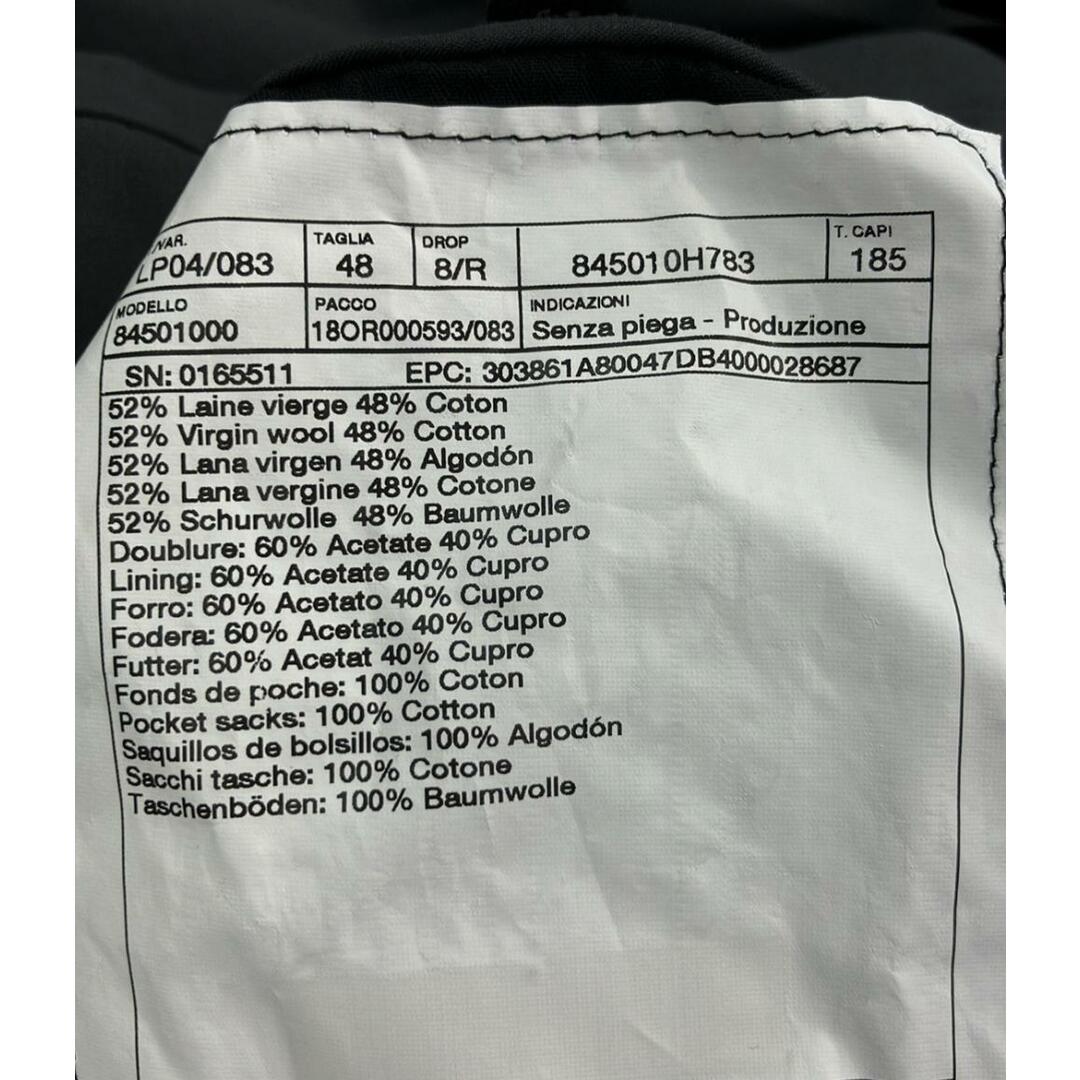 VAR. TAGLIA DROP T. CAPI
LP04/083 48 8/R 845010H783 185
MODELLO PACCO INDICAZIONI
84501000 18OR000593/083 Senza piega - Produzione
SN: 0165511 EPC: 303861A80047DB4000028687
52% Laine vierge 48% Coton
52% Virgin wool 48% Cotton
52% Lana virgen 48% Algodón
52% Lana vergine 48% Cotone
52% Schurwolle 48% Baumwolle
Doublure: 60% Acetate 40% Cupro
Lining: 60% Acetate 40% Cupro
Forro: 60% Acetato 40% Cupro
Fodera: 60% Acetato 40% Cupro
Futter: 60% Acetat 40% Cupro
Fonds de poche: 100% Coton
Pocket sacks: 100% Cotton
Saquillos de bolsillos: 100% Algodón
Sacchi tasche: 100% Cotone
Taschenböden: 100% Baumwolle